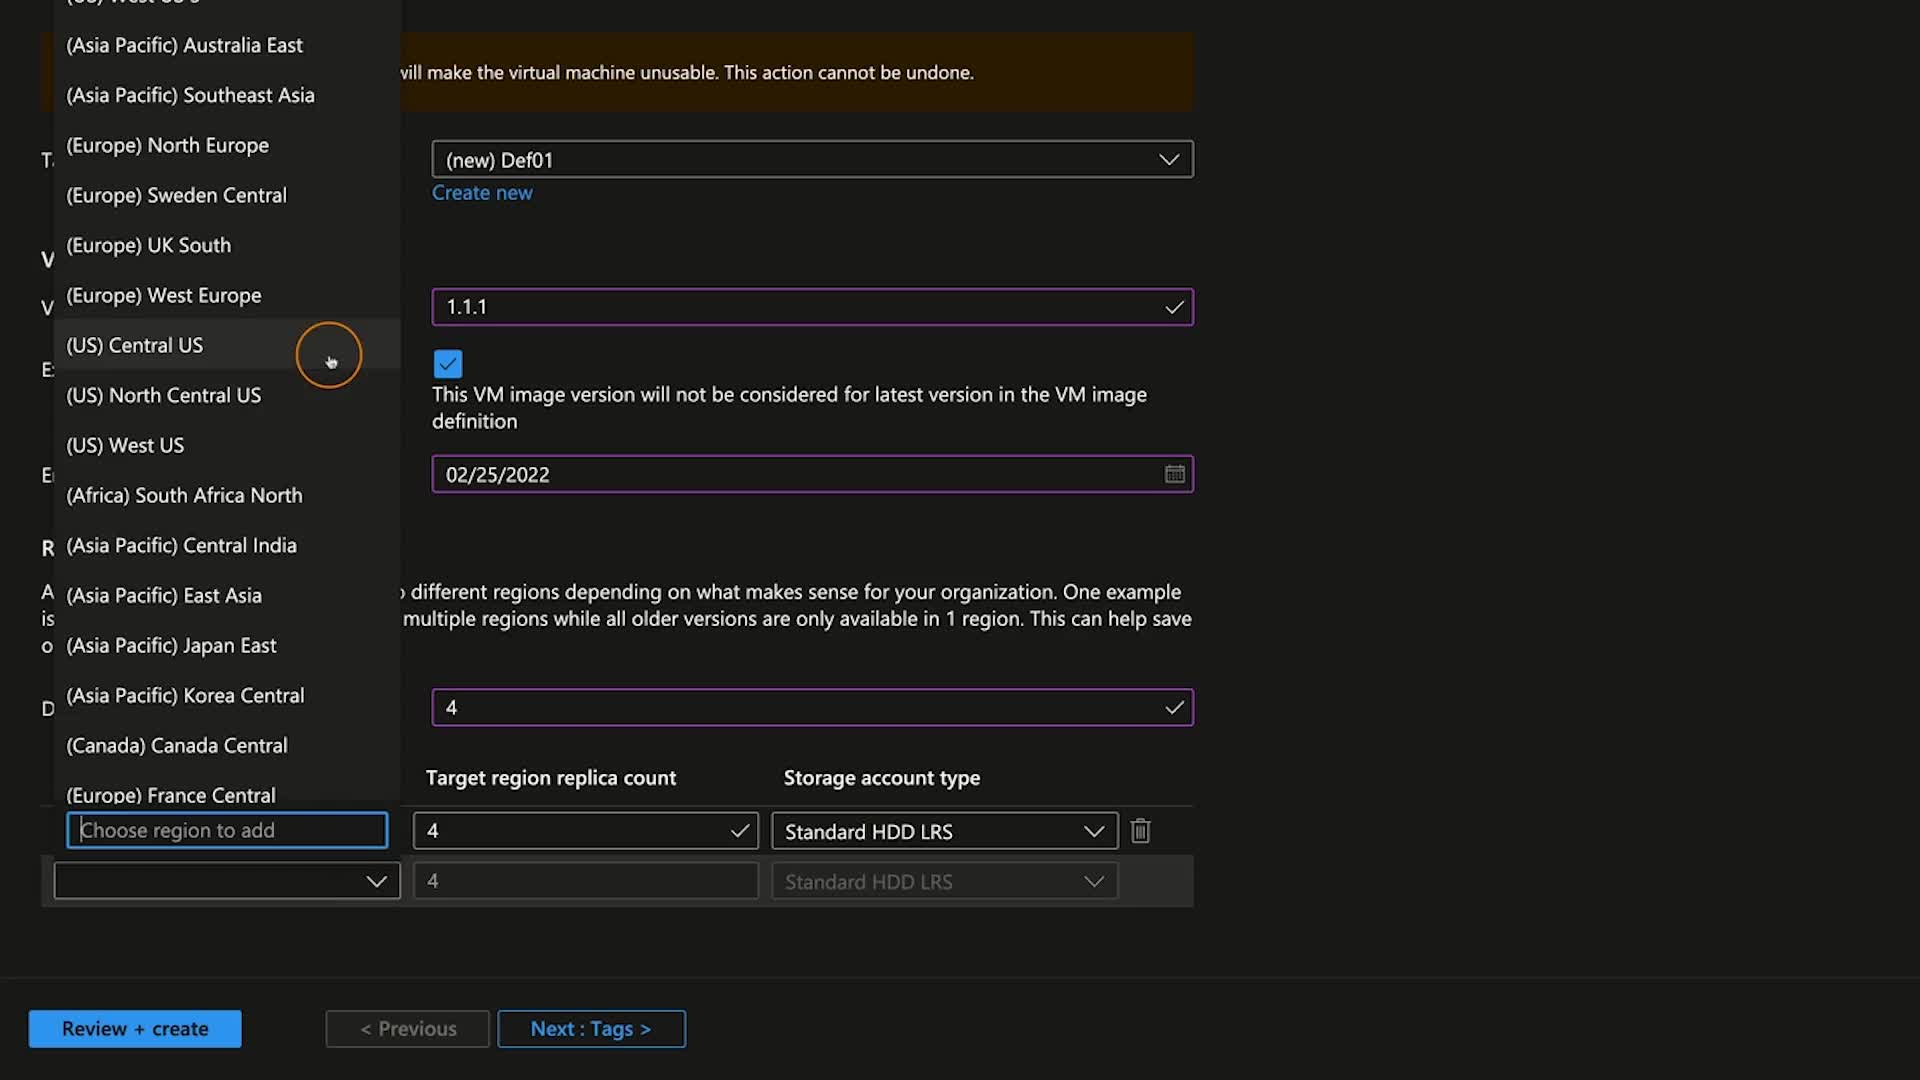 (Asia Pacific) Australia East
will make the virtual machine unusable. This action cannot be undone.
(Asia Pacific) Southeast Asia
(Europe) North Europe
(new) Def01
Create new
(Europe) Sweden Central
(Europe) UK South
(Europe) West Europe
1.1.1
(US) Central US
This VM image version will not be considered for latest version in the VM image
definition
(US) North Central US
(US) West US
02/25/2022
(Africa) South Africa North
(Asia Pacific) Central India
(Asia Pacific) East Asia
different regions depending on what makes sense for your organization. One example
multiple regions while all older versions are only available in 1 region. This can help save
(Asia Pacific) Japan East
(Asia Pacific) Korea Central
4
(Canada) Canada Central
(Europe) France Central
Target region replica count
Storage account type
Choose region to add
4
Standard HDD LRS
4
Standard HDD LRS
Review + create
< Previous
Next : Tags >